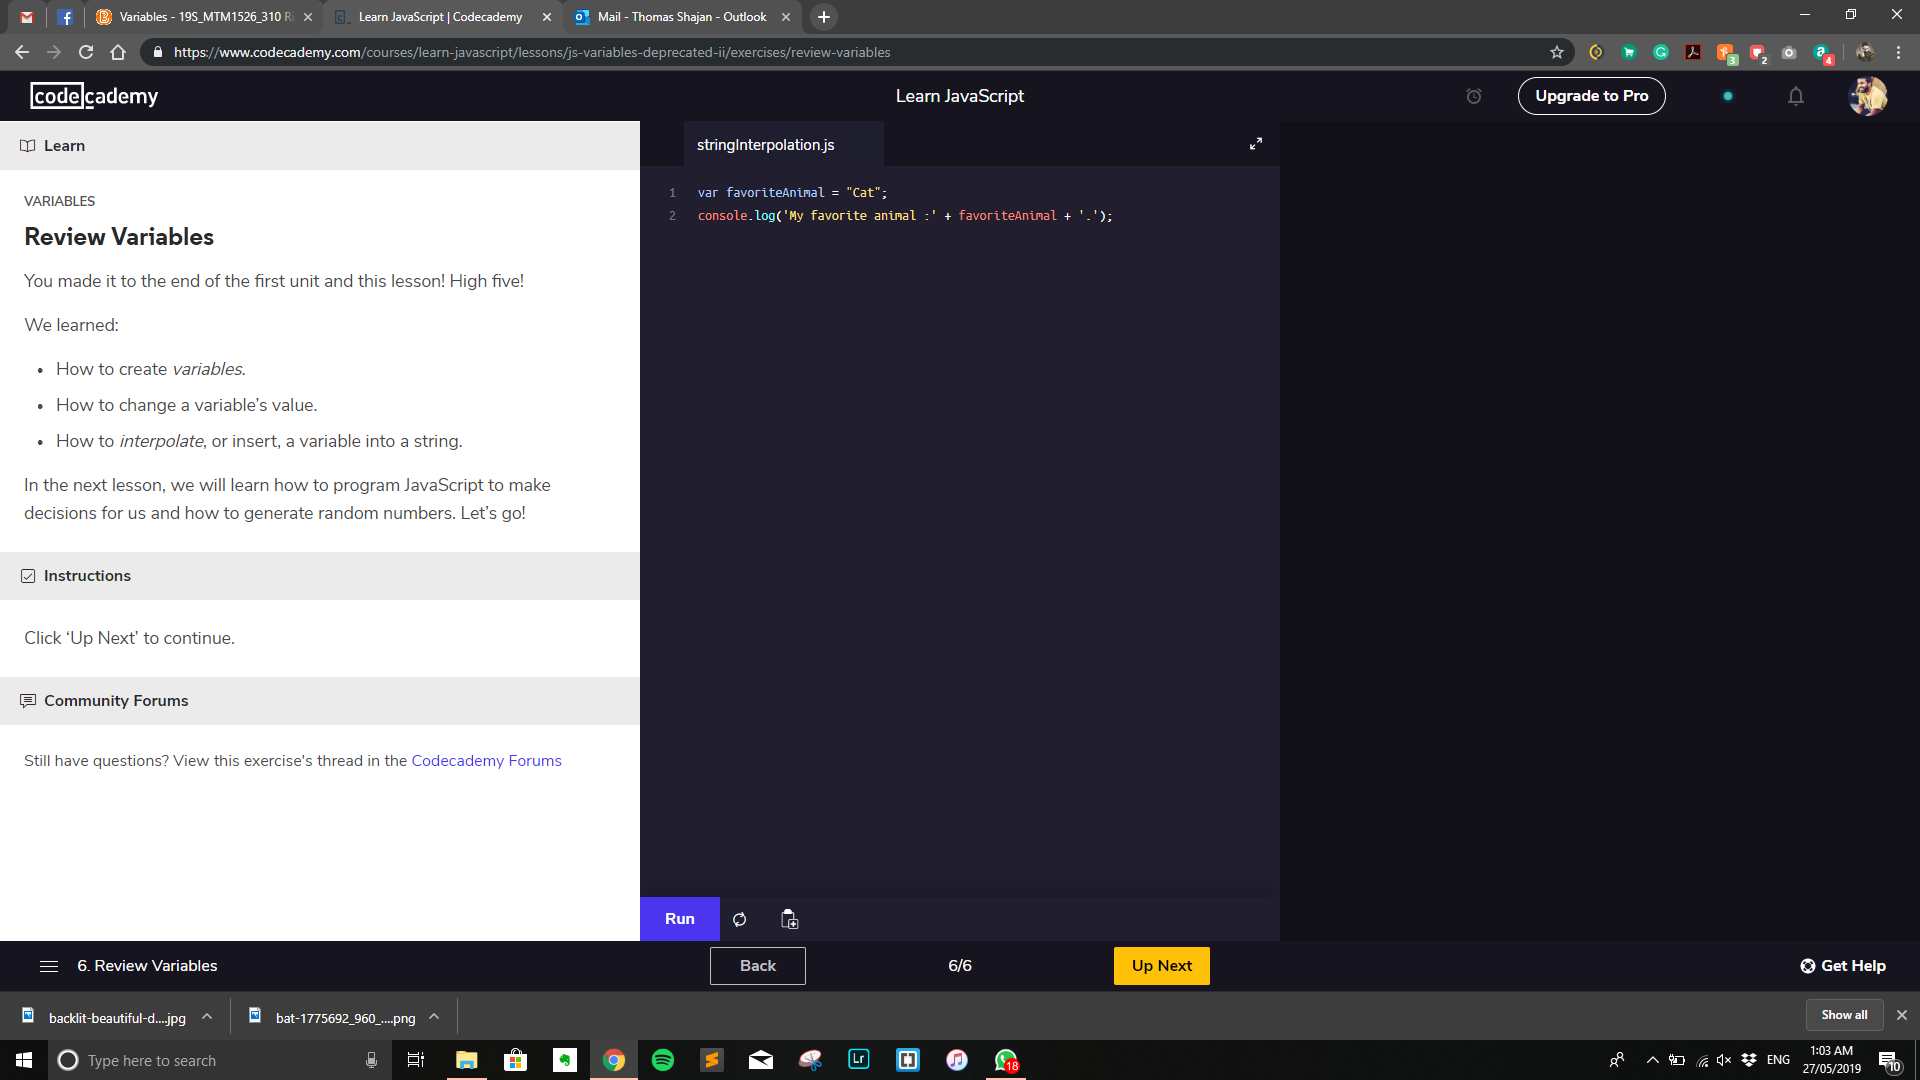 Variables - 19S_MTM1526_310 Ri
Learn JavaScript | Codecademy
Mail - Thomas Shajan - Outlook
https://www.codecademy.com/courses/learn-javascript/lessons/js-variables-deprecated-ii/exercises/review-variables
3
2
4
codecademy
Learn JavaScript
Upgrade to Pro
Learn
VARIABLES
Review Variables
You made it to the end of the first unit and this lesson! High five!
We learned:
• How to create variables.
• How to change a variable’s value.
• How to interpolate, or insert, a variable into a string.
In the next lesson, we will learn how to program JavaScript to make
decisions for us and how to generate random numbers. Let’s go!
Instructions
Click ‘Up Next’ to continue.
Community Forums
Still have questions? View this exercise's thread in the Codecademy Forums
stringInterpolation.js
1 var favoriteAnimal = "Cat";
2 console.log('My favorite animal :' + favoriteAnimal + '.');
Run
6. Review Variables
Back
6/6
Up Next
Get Help
backlit-beautiful-d....jpg
bat-1775692_960_....png
Show all
Type here to search
Lr
18
ENG
1:03 AM
27/05/2019
10